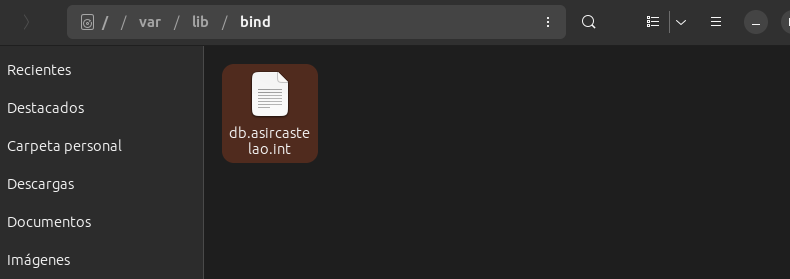 / / var / lib / bind
Recientes
Destacados
Carpeta personal
Descargas
Documentos
Imágenes
db.asircaste
lao.int